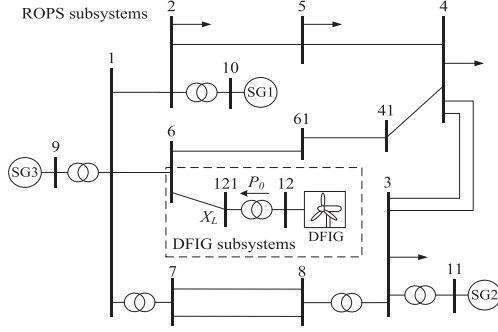 ROPS subsystems
2
5
4
1
10
SG1
9
SG3
6
61
41
121
P0
12
3
XL
DFIG
DFIG subsystems
7
8
11
SG2